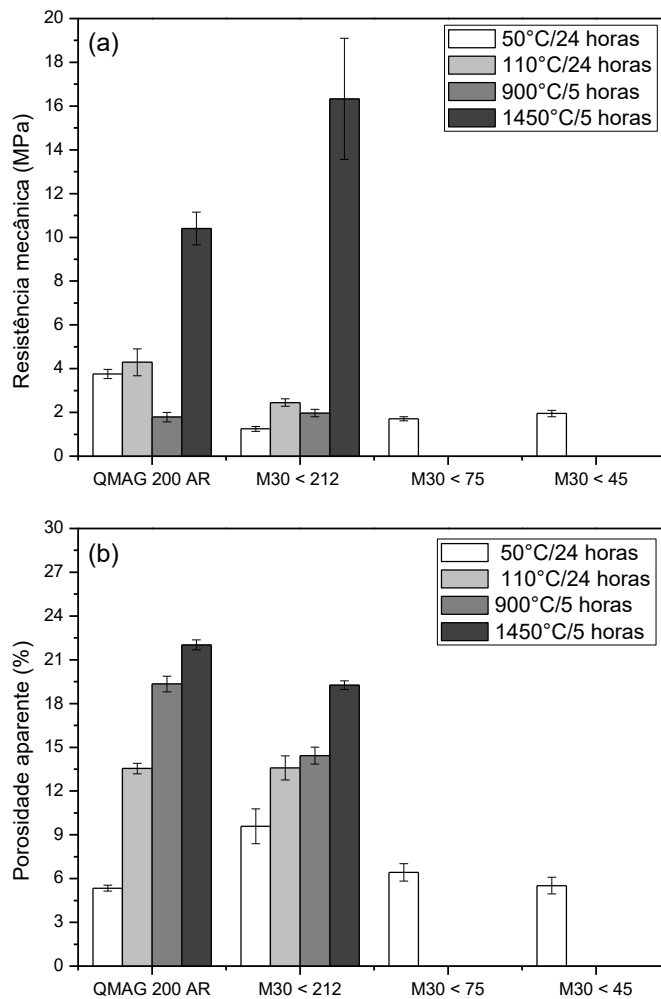 (a)
50°C/24 horas
110°C/24 horas
900°C/5 horas
1450°C/5 horas
Resistência mecânica (MPa)
20
18
16
14
12
10
8
6
4
2
0
QMAG 200 AR M30 < 212 M30 < 75 M30 < 45
(b)
50°C/24 horas
110°C/24 horas
900°C/5 horas
1450°C/5 horas
Porosidade aparente (%)
30
27
24
21
18
15
12
9
6
3
0
QMAG 200 AR M30 < 212 M30 < 75 M30 < 45